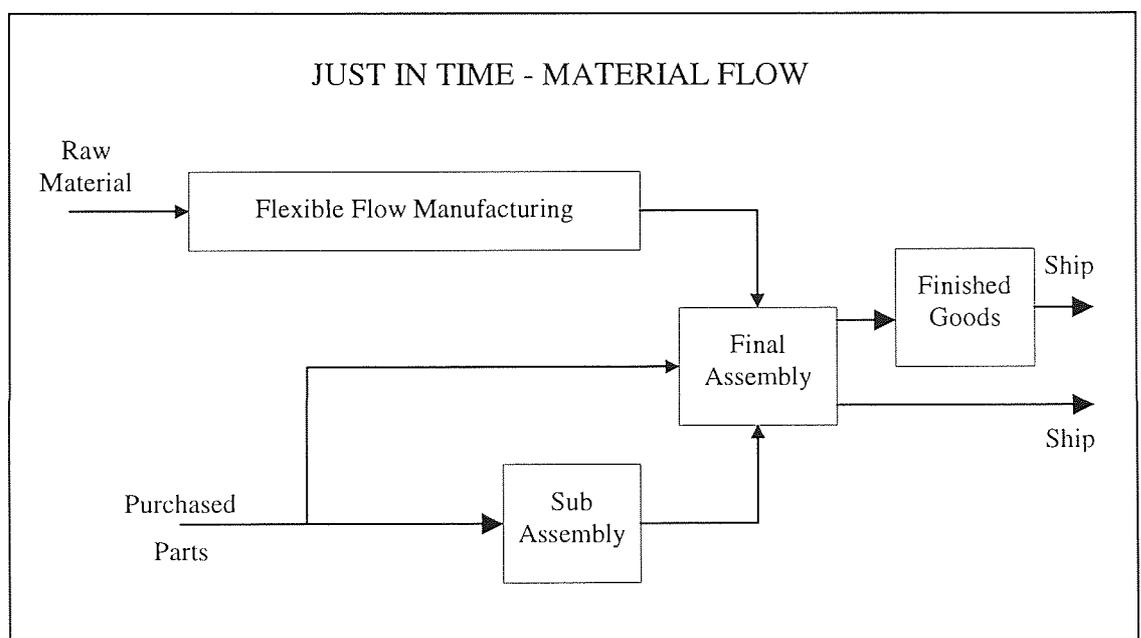 JUST IN TIME - MATERIAL FLOW
Raw
Material
Flexible Flow Manufacturing
Finished
Goods
Ship
Final
Assembly
Ship
Purchased
Parts
Sub
Assembly